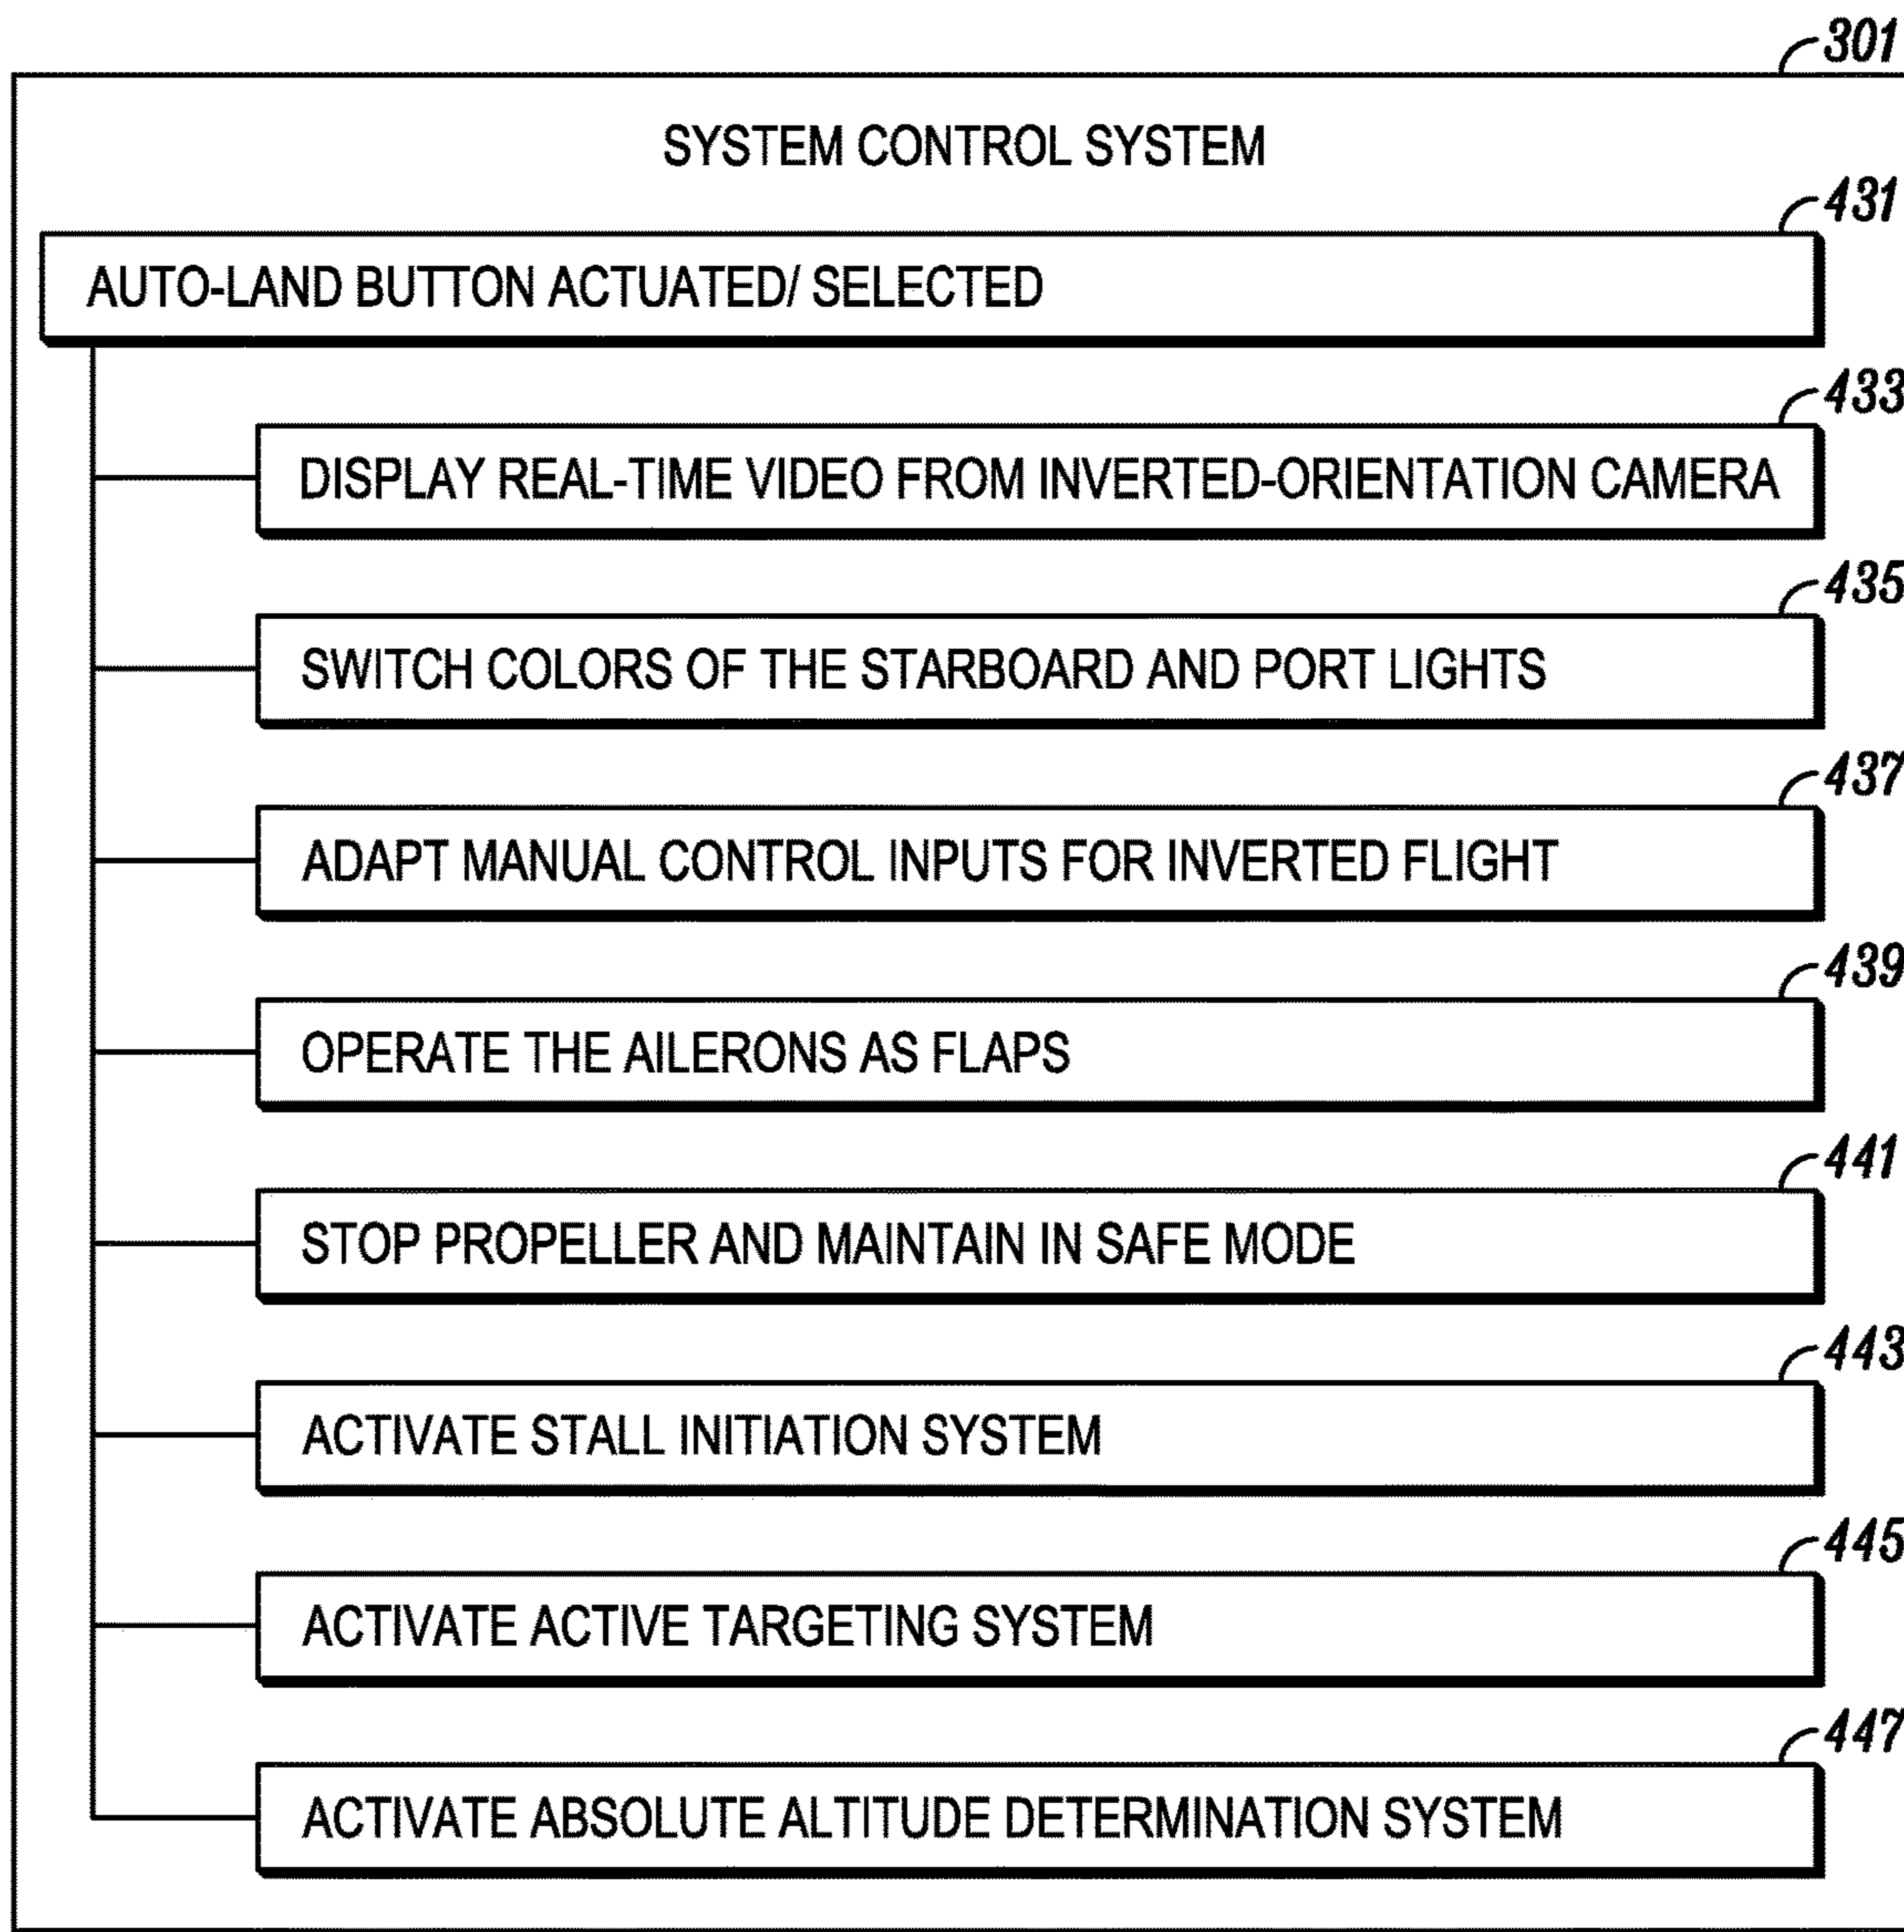 301
SYSTEM CONTROL SYSTEM
431
AUTO-LAND BUTTON ACTUATED/ SELECTED
433
DISPLAY REAL-TIME VIDEO FROM INVERTED-ORIENTATION CAMERA
435
SWITCH COLORS OF THE STARBOARD AND PORT LIGHTS
437
ADAPT MANUAL CONTROL INPUTS FOR INVERTED FLIGHT
439
OPERATE THE AILERONS AS FLAPS
441
STOP PROPELLER AND MAINTAIN IN SAFE MODE
443
ACTIVATE STALL INITIATION SYSTEM
445
ACTIVATE ACTIVE TARGETING SYSTEM
447
ACTIVATE ABSOLUTE ALTITUDE DETERMINATION SYSTEM